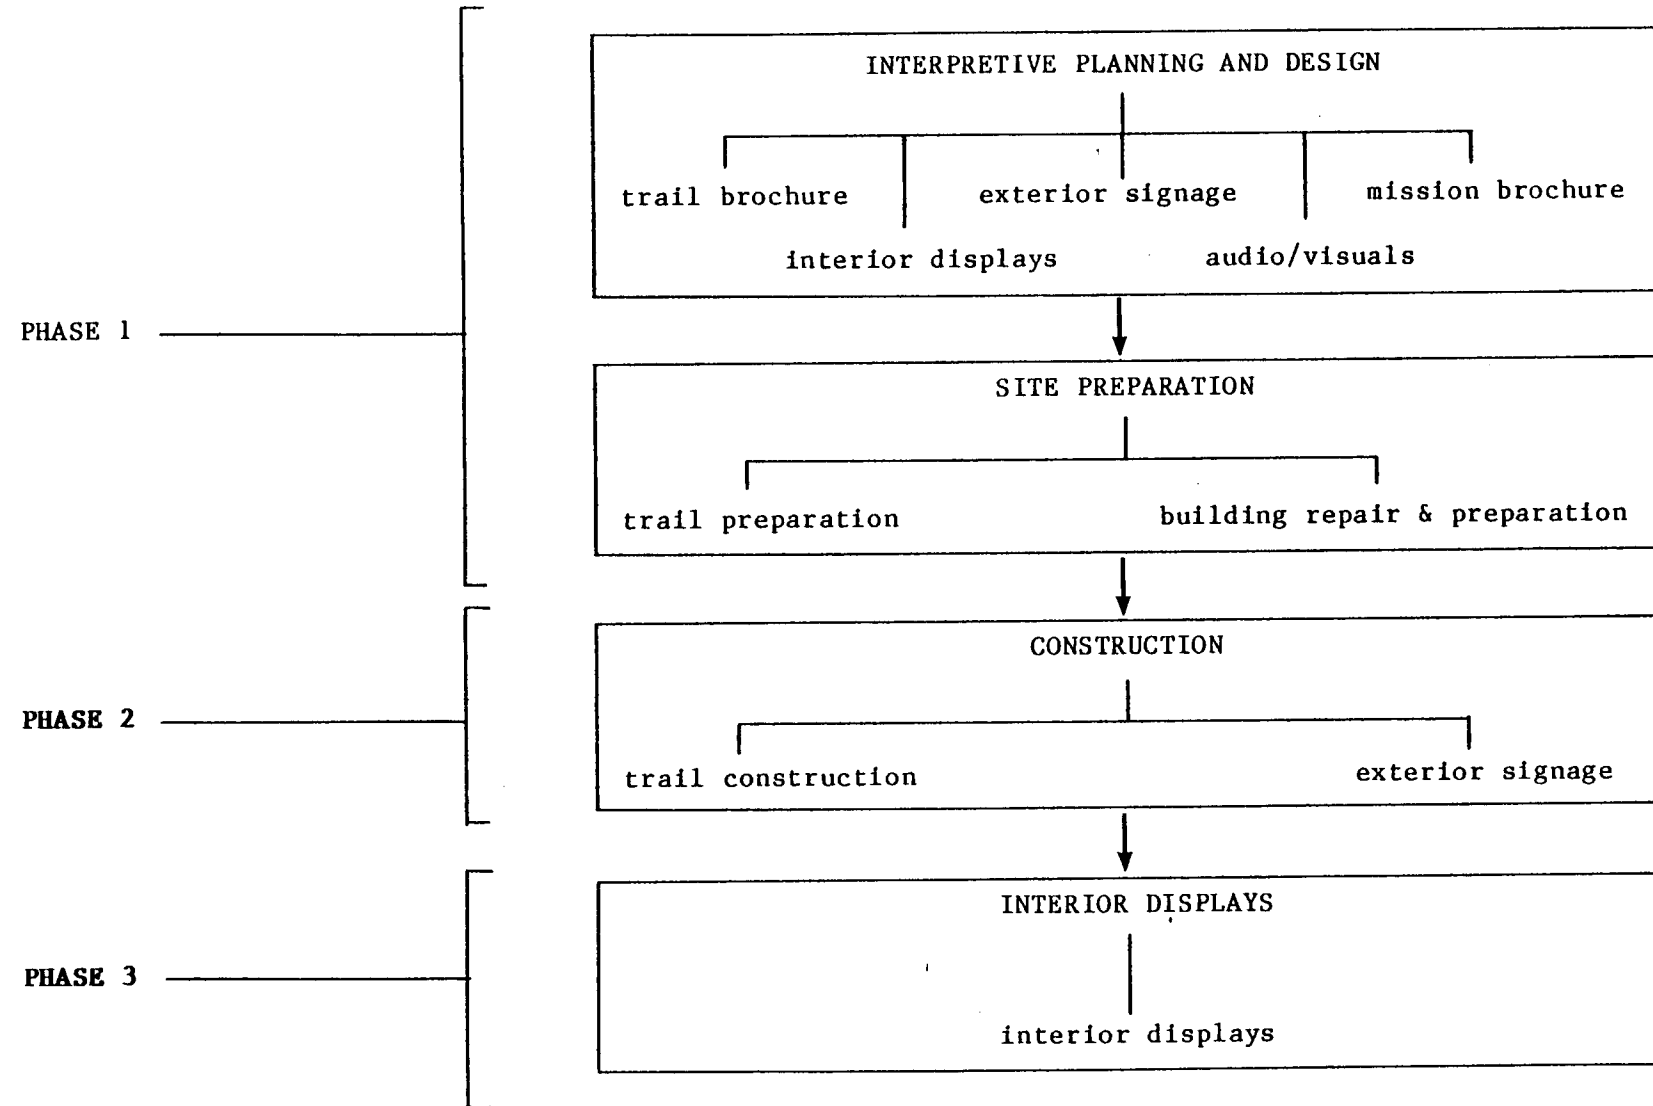 INTERPRETIVE PLANNING AND DESIGN
trail brochure exterior signage mission brochure
interior displays audio/visuals
PHASE 1
SITE PREPARATION
trail preparation building repair & preparation
CONSTRUCTION
PHASE 2
trail construction exterior signage
INTERIOR DISPLAYS
PHASE 3
interior displays